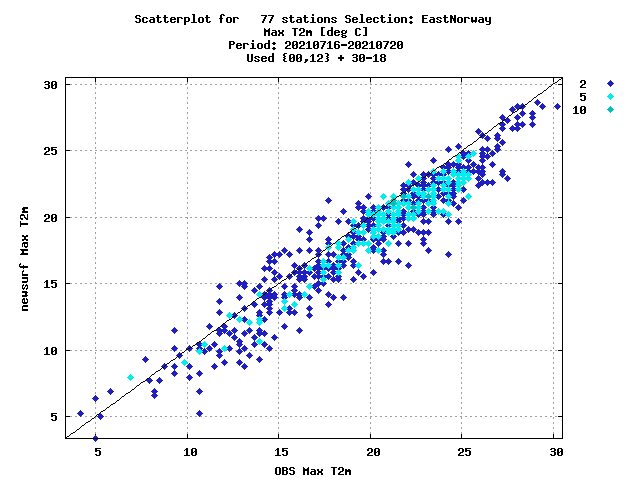 Scatterplot for   77 stations Selection: EastNorway
Max T2m [deg C]
Period: 20210716-20210720
Used {00,12} + 30-18
2
5
10
30
25
20
15
10
5
newsurf Max T2m
5 10 15 20 25 30
OBS Max T2m